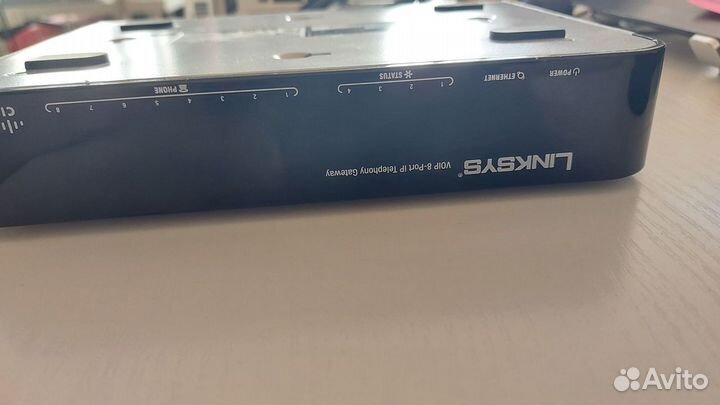 LINKSYS®
VOIP 8-Port IP Telephony Gateway
POWER
ETHERNET
STATUS
1 2 3 4
PHONE
1 2 3 4 5 6 7 8
Avito